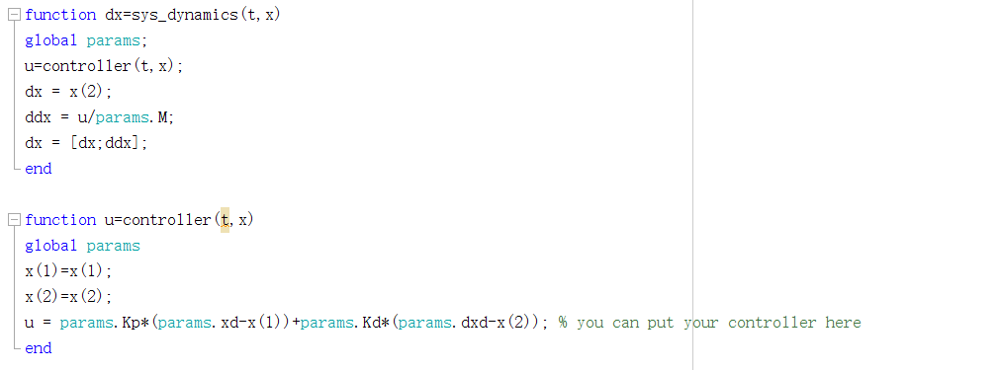 function dx=sys_dynamics(t,x)
global params;
u=controller(t,x);
dx = x(2);
ddx = u/params.M;
dx = [dx;ddx];
end
function u=controller(t,x)
global params
x(1)=x(1);
x(2)=x(2);
u = params.Kp*(params.xd-x(1))+params.Kd*(params.dxd-x(2)); % you can put your controller here
end